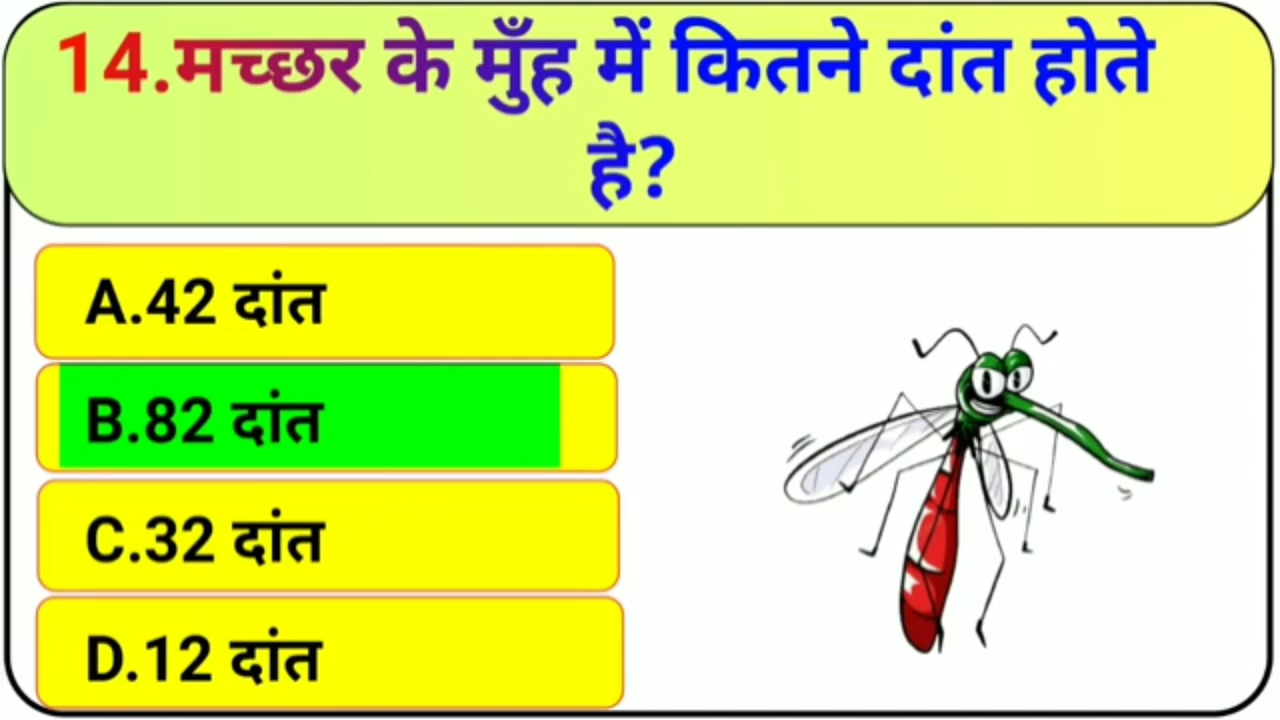 14.मच्छर के मुँह में कितने दांत होते
है?
A.42 दांत
B.82 दांत
C.32 दांत
D.12 दांत